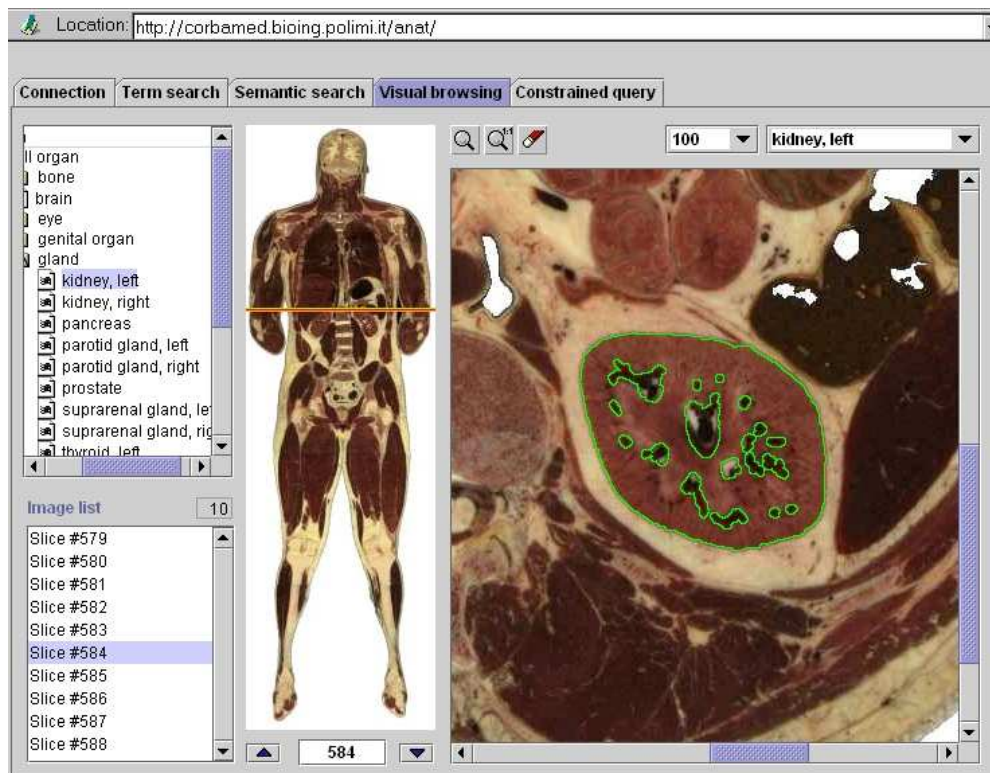 Location: http://corbamed.bioing.polimi.it/anat/
Connection Term search Semantic search Visual browsing Constrained query
100 kidney, left
ll organ
bone
brain
eye
genital organ
gland
kidney, left
kidney, right
pancreas
parotid gland, left
parotid gland, right
prostate
suprarenal gland, lef
suprarenal gland, rig
thyroid, left
Image list 10
Slice #579
Slice #580
Slice #581
Slice #582
Slice #583
Slice #584
Slice #585
Slice #586
Slice #587
Slice #588
584